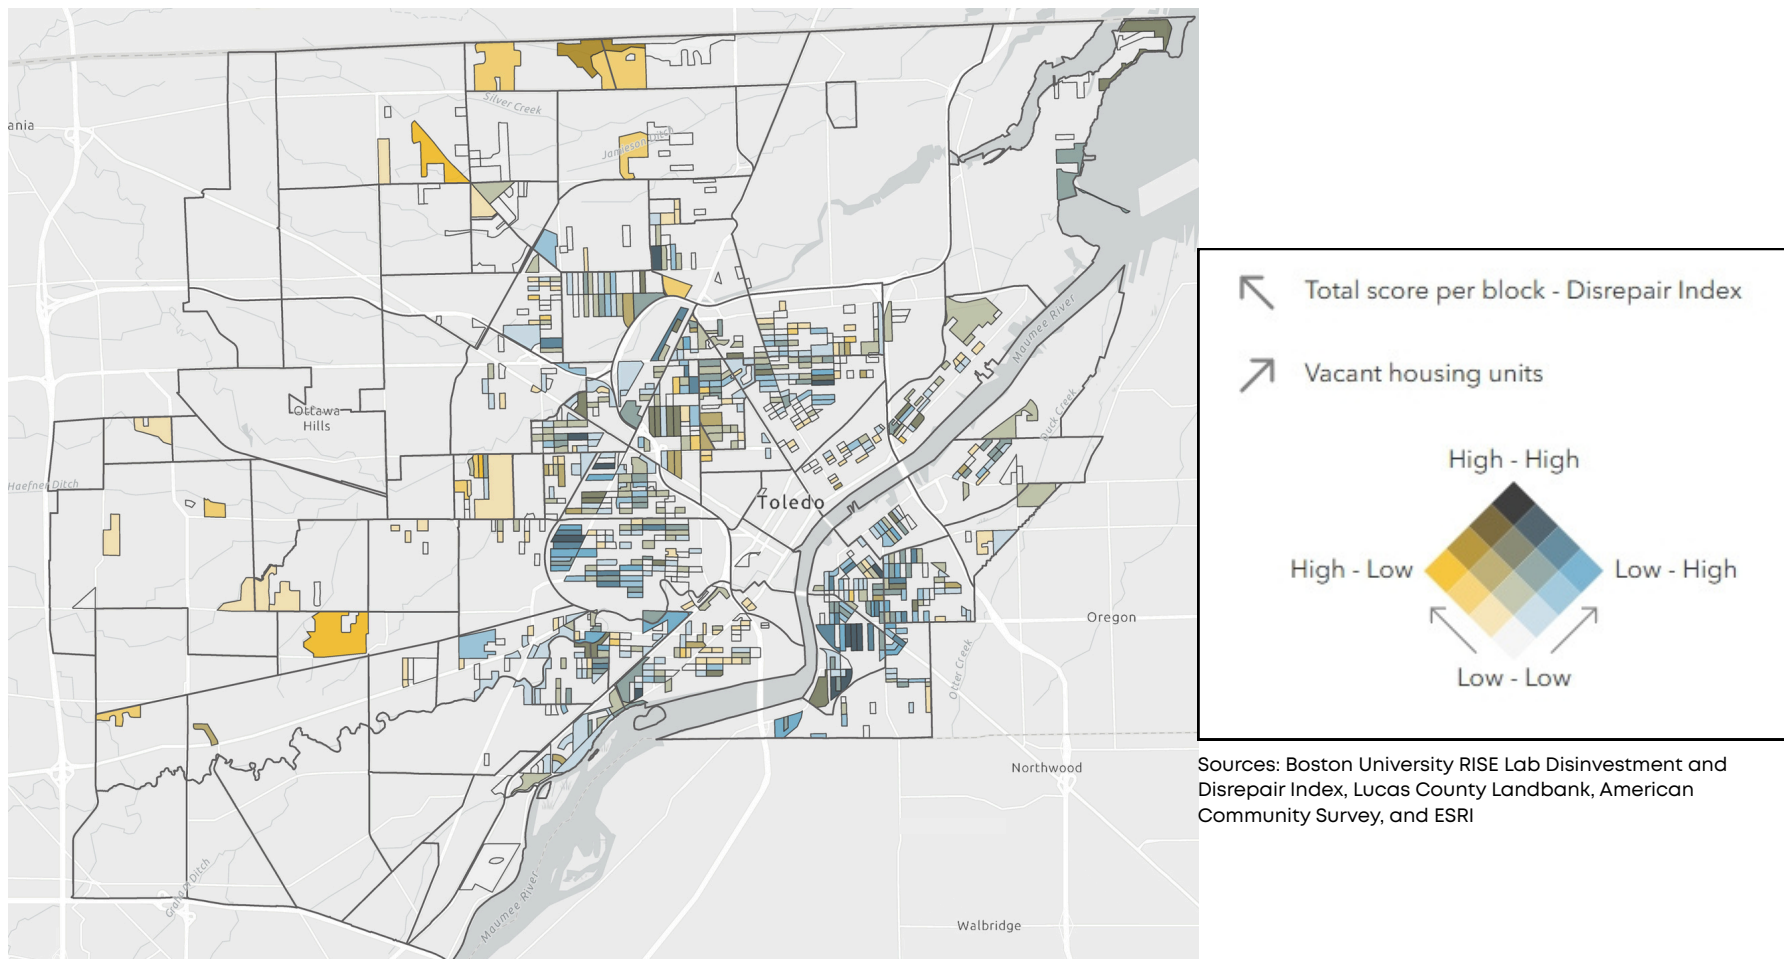 Silver Creek
ania
Jamieson Ditch
Maumee River
Total score per block - Disrepair Index
Vacant housing units
Ottawa
Hills
Duck Creek
High - High
Haefner Ditch
Toledo
High - Low
Low - High
Oregon
Otter Creek
Low - Low
Northwood
Sources: Boston University RISE Lab Disinvestment and
Disrepair Index, Lucas County Landbank, American
Community Survey, and ESRI
Graham Ditch
Maumee River
Walbridge